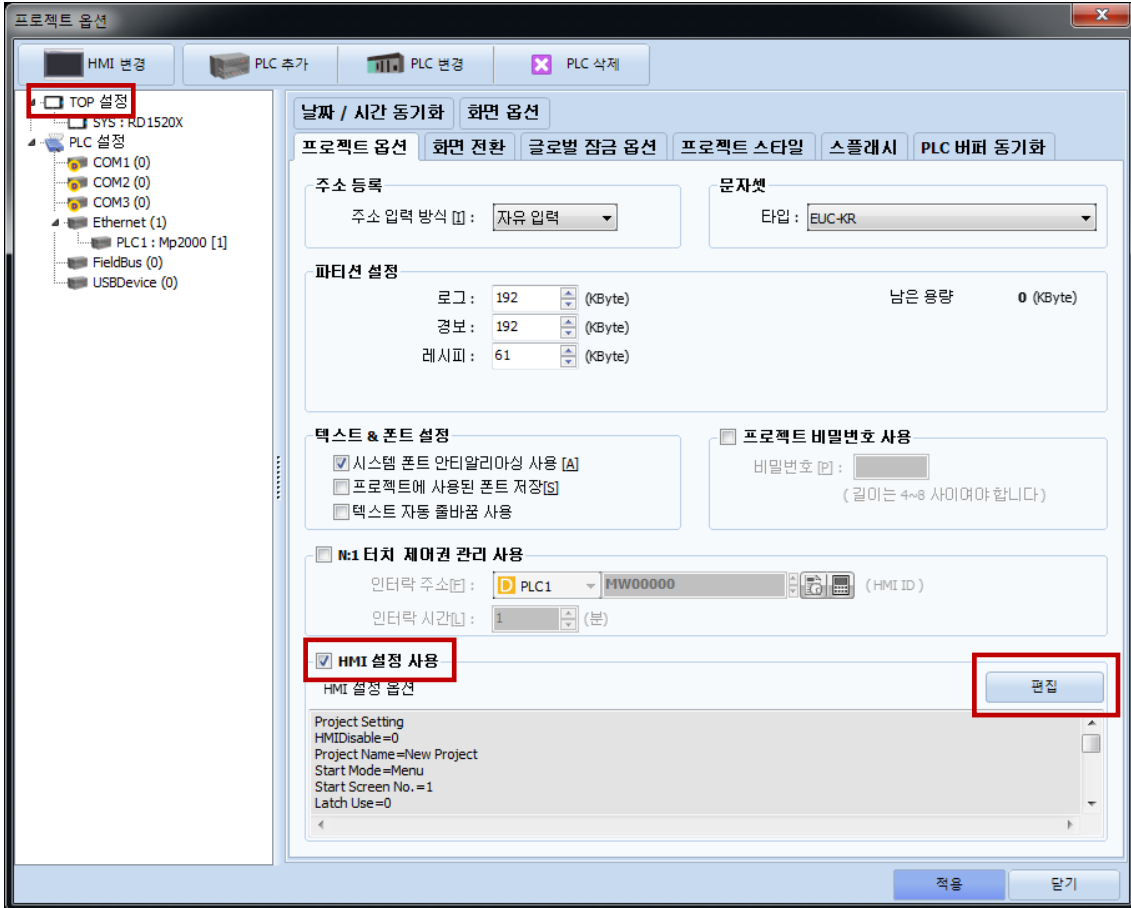 프로젝트 옵션
HMI 변경
PLC 추가
PLC 변경
PLC 삭제
TOP 설정
SYS : RD1520X
PLC 설정
COM1 (0)
COM2 (0)
COM3 (0)
Ethernet (1)
PLC1 : Mp2000 [1]
FieldBus (0)
USBDevice (0)
날짜 / 시간 동기화 화면 옵션
프로젝트 옵션 화면 전환 글로벌 잠금 옵션 프로젝트 스타일 스플래시 PLC 버퍼 동기화
주소 등록
주소 입력 방식 [I] : 자유 입력
문자셋
타입 : EUC-KR
파티션 설정
로그 : 192 (KByte) 남은 용량 0 (KByte)
경보 : 192 (KByte)
레시피 : 61 (KByte)
텍스트 & 폰트 설정
시스템 폰트 안티알리아싱 사용 [A]
프로젝트에 사용된 폰트 저장[S]
텍스트 자동 줄바꿈 사용
프로젝트 비밀번호 사용
비밀번호 [P] :
( 길이는 4~8 사이여야 합니다 )
N:1 터치 제어권 관리 사용
인터락 주소[F] : D PLC1 MW00000 ( HMI ID )
인터락 시간[L] : 1 (분)
HMI 설정 사용
HMI 설정 옵션 편집
Project Setting
HMIDisable=0
Project Name=New Project
Start Mode=Menu
Start Screen No.=1
Latch Use=0
적용 닫기